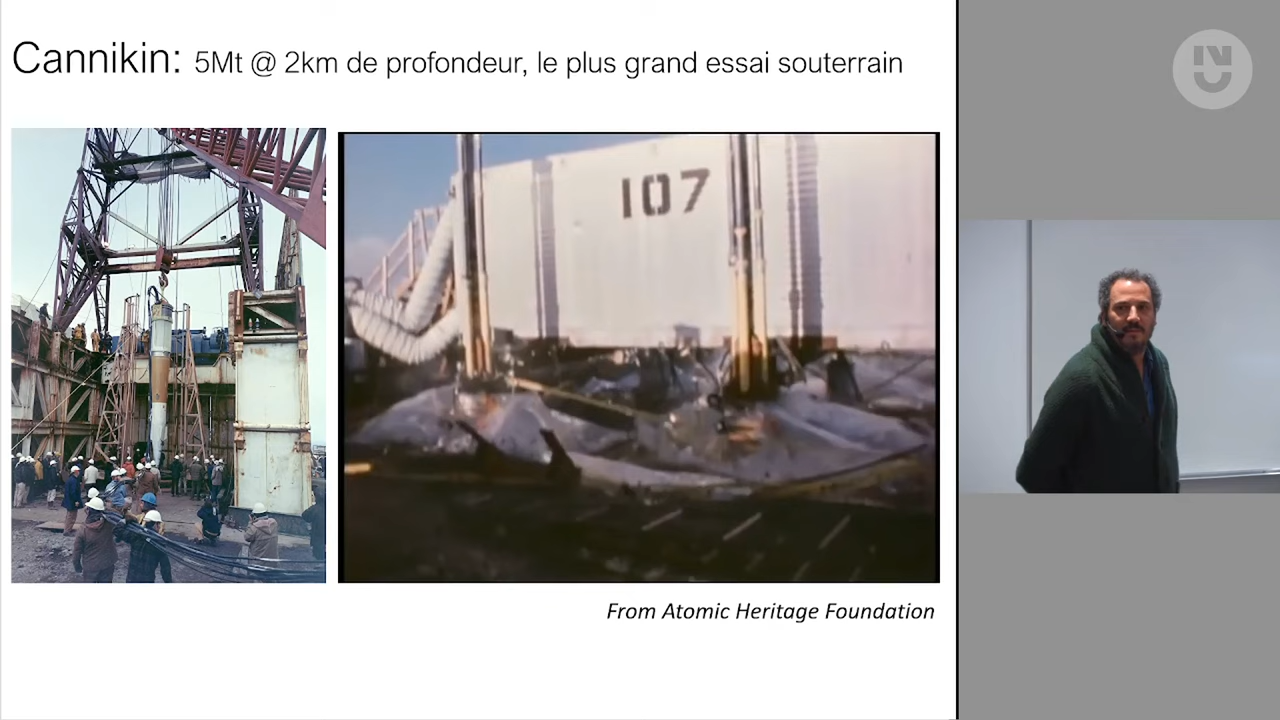 Cannikin: 5Mt @ 2km de profondeur, le plus grand essai souterrain
107
From Atomic Heritage Foundation